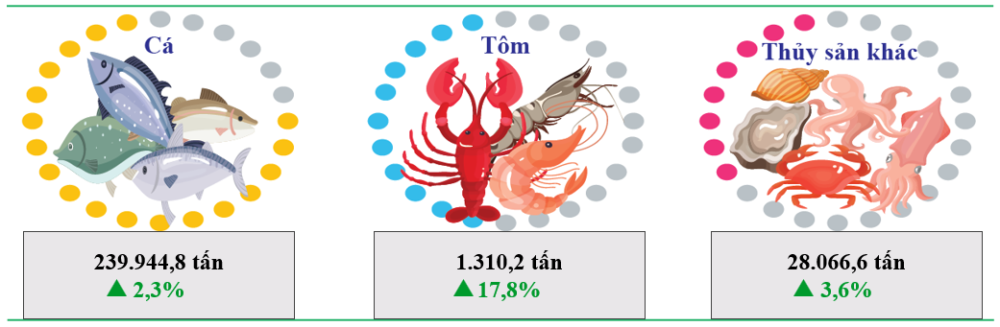 Cá
239.944,8 tấn
2,3%
Tôm
1.310,2 tấn
17,8%
Thủy sản khác
28.066,6 tấn
3,6%